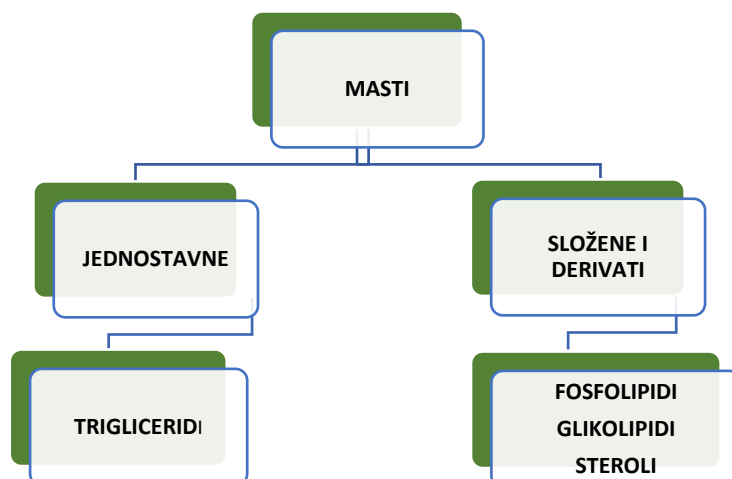 MASTI
JEDNOSTAVNE
SLOŽENE I
DERIVATI
TRIGLICERIDI
FOSFOLIPIDI
GLIKOLIPIDI
STEROLI